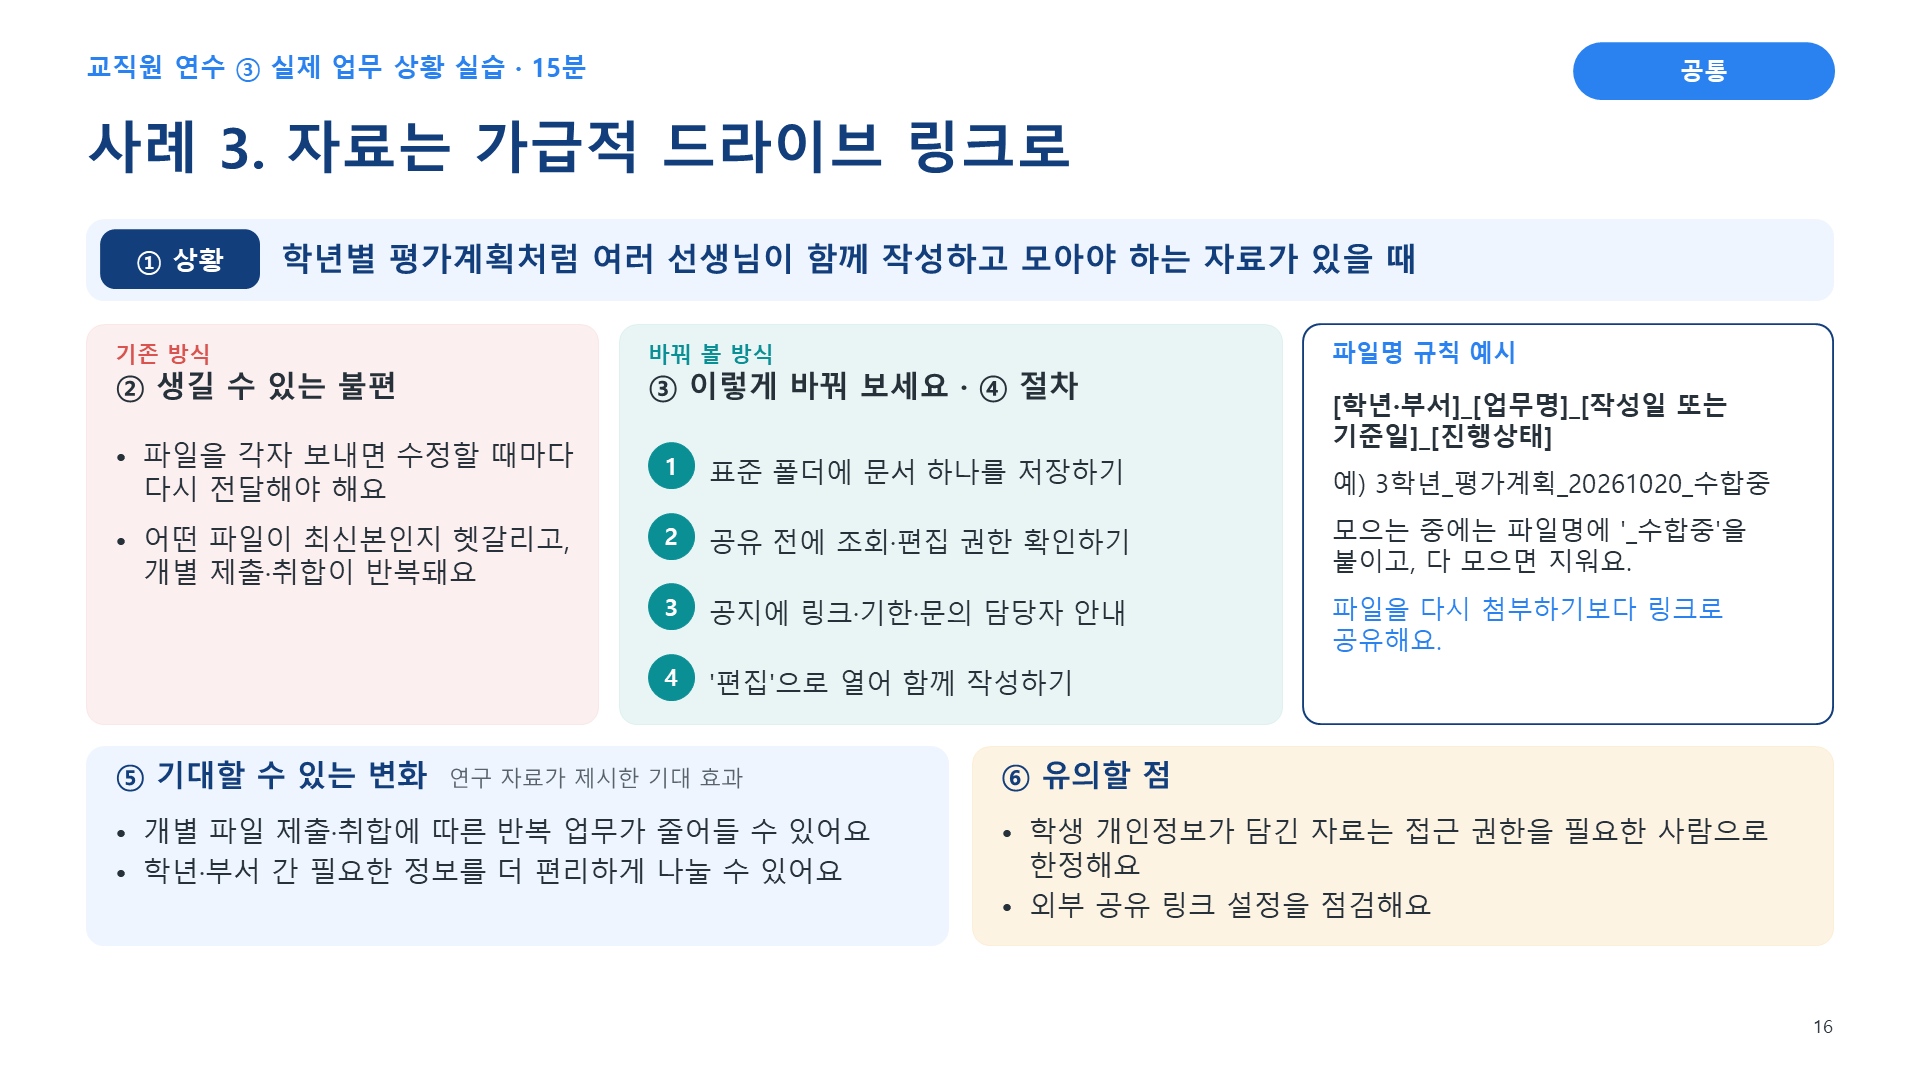 교직원 연수 ③ 실제 업무 상황 실습 · 15분
공통
사례 3. 자료는 가급적 드라이브 링크로
① 상황
학년별 평가계획처럼 여러 선생님이 함께 작성하고 모아야 하는 자료가 있을 때
기존 방식
② 생길 수 있는 불편
• 파일을 각자 보내면 수정할 때마다
다시 전달해야 해요
• 어떤 파일이 최신본인지 헷갈리고,
개별 제출·취합이 반복돼요
바꿔 볼 방식
③ 이렇게 바꿔 보세요 · ④ 절차
1 표준 폴더에 문서 하나를 저장하기
2 공유 전에 조회·편집 권한 확인하기
3 공지에 링크·기한·문의 담당자 안내
4 '편집'으로 열어 함께 작성하기
파일명 규칙 예시
[학년·부서]_[업무명]_[작성일 또는
기준일]_[진행상태]
예) 3학년_평가계획_20261020_수합중
모으는 중에는 파일명에 '_수합중'을
붙이고, 다 모으면 지워요.
파일을 다시 첨부하기보다 링크로
공유해요.
⑤ 기대할 수 있는 변화 연구 자료가 제시한 기대 효과
• 개별 파일 제출·취합에 따른 반복 업무가 줄어들 수 있어요
• 학년·부서 간 필요한 정보를 더 편리하게 나눌 수 있어요
⑥ 유의할 점
• 학생 개인정보가 담긴 자료는 접근 권한을 필요한 사람으로
한정해요
• 외부 공유 링크 설정을 점검해요
16